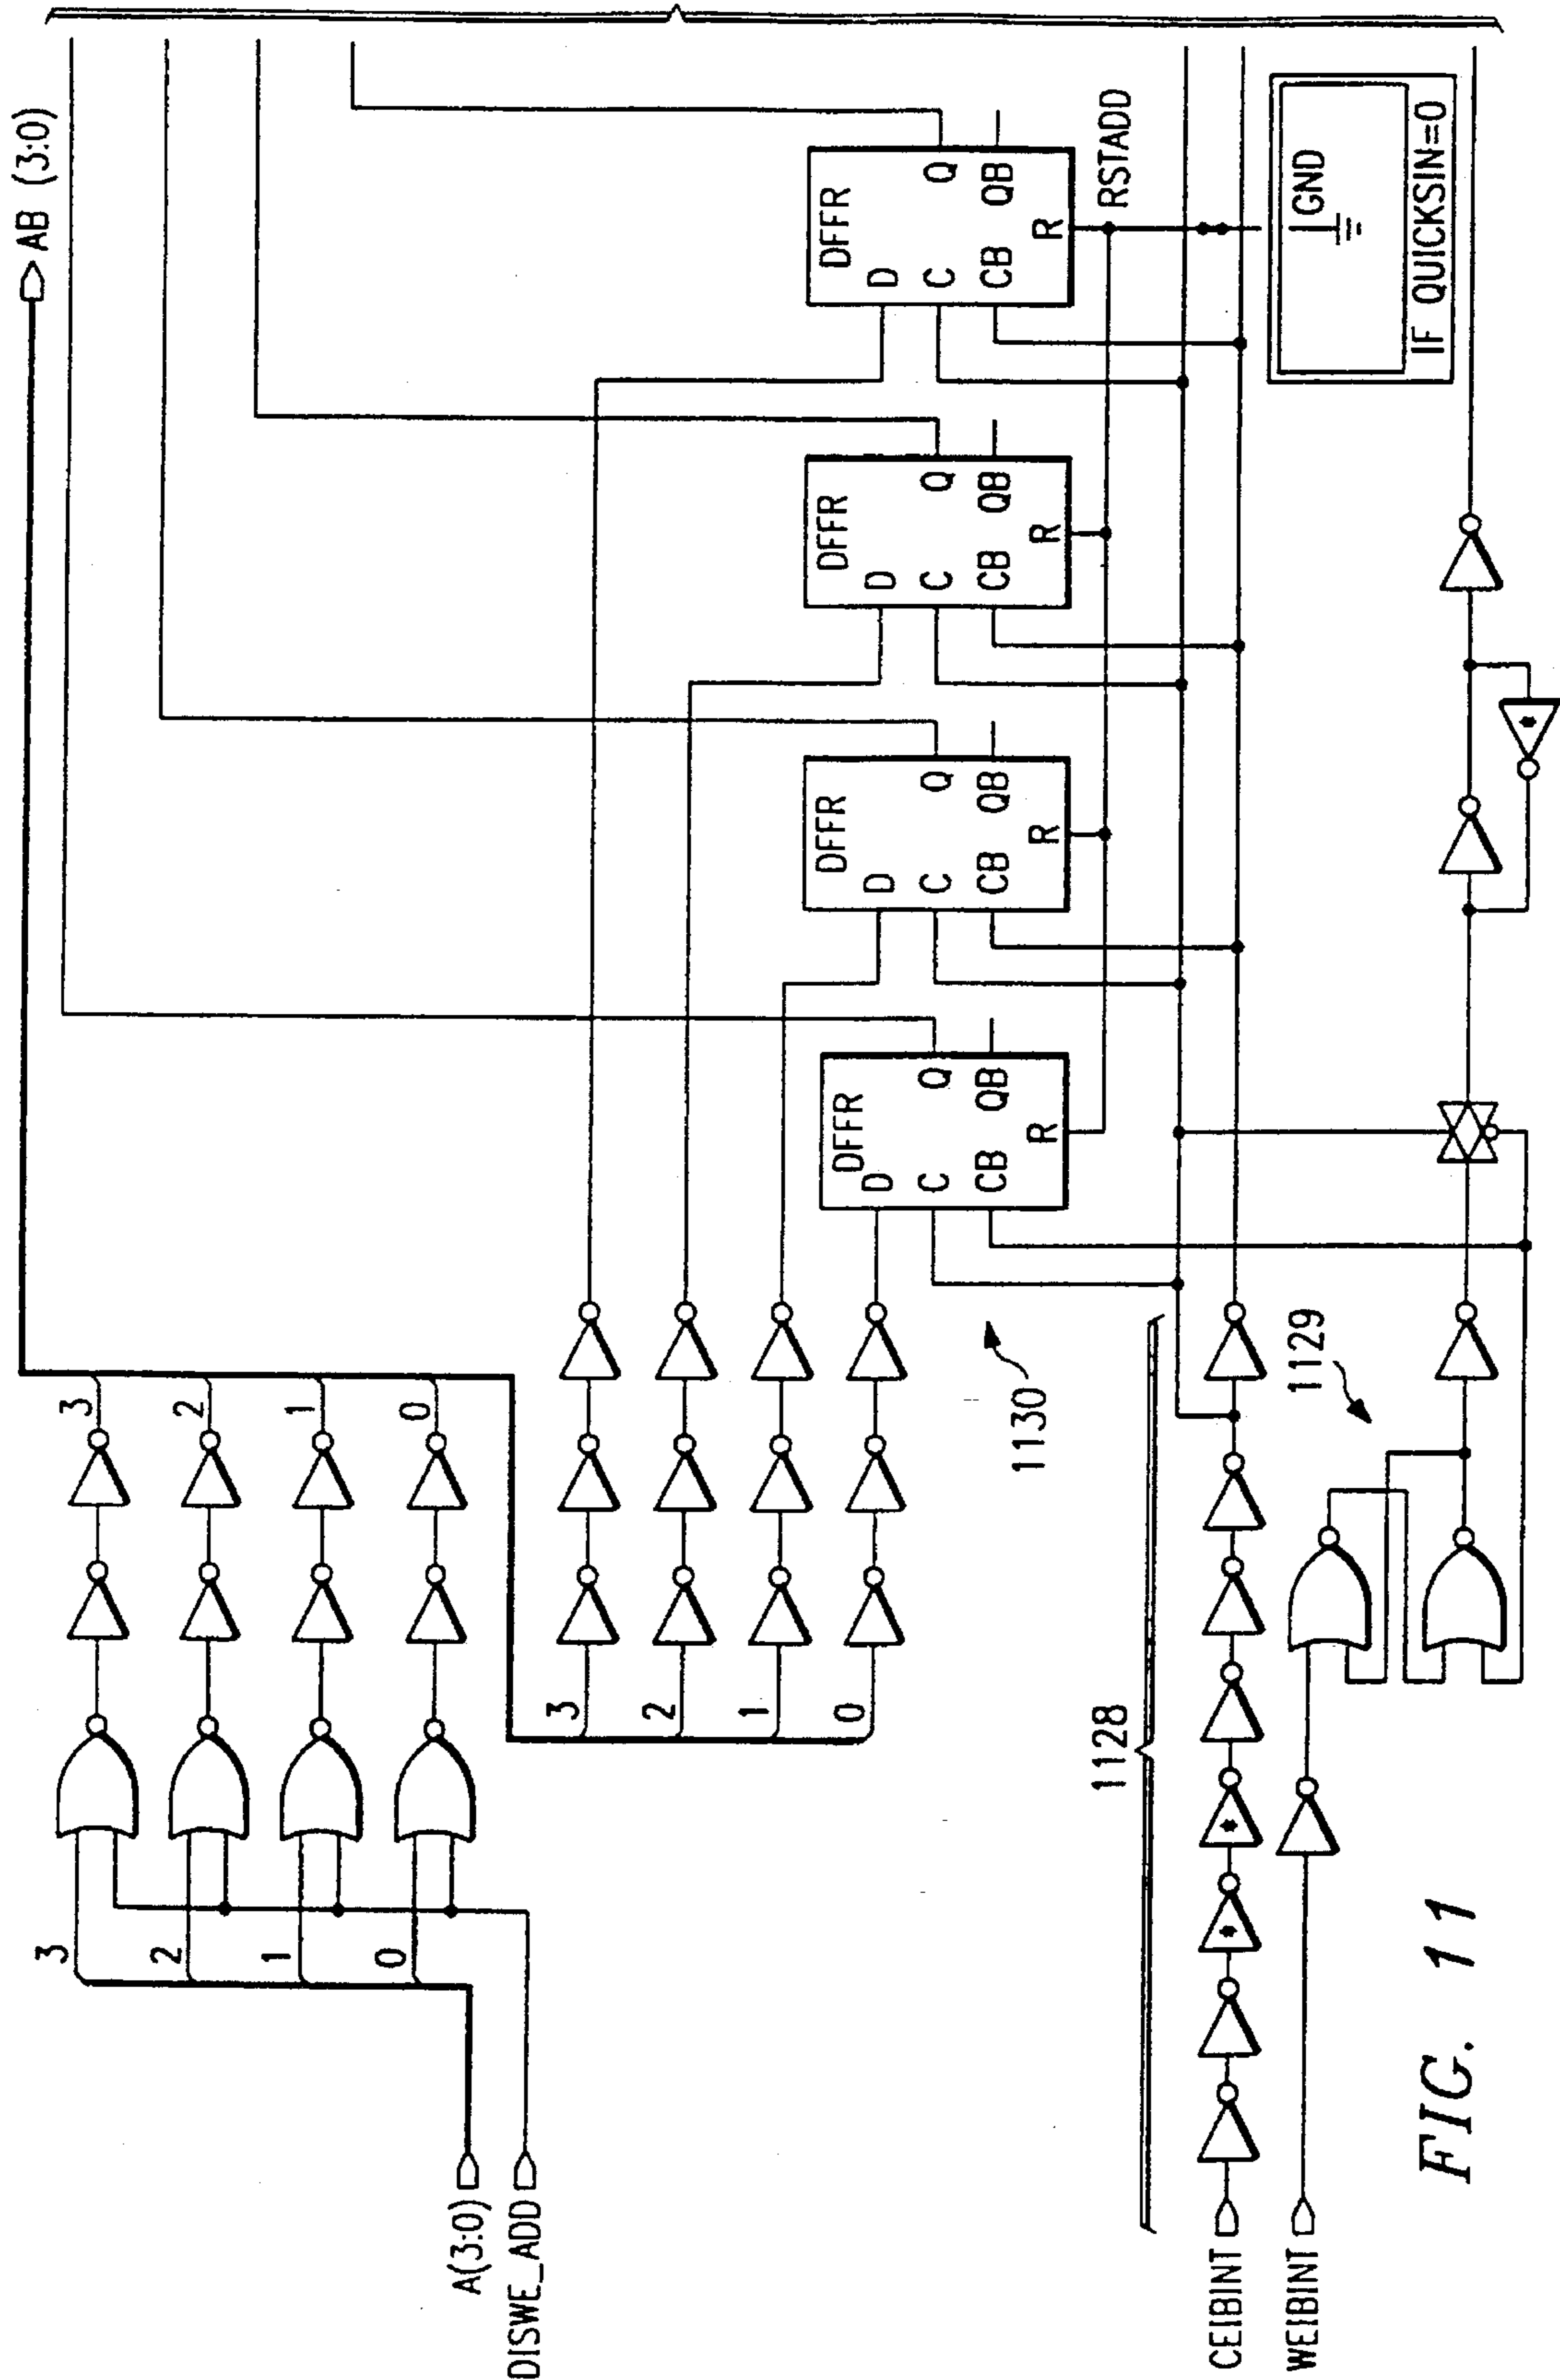 AB (3:0)
3
2
1
0
3
2
1
0
A(3:0)
DISWE_ADD
3
2
1
0
DFFR
D
C
CB
Q
QB
R
DFFR
D
C
CB
Q
QB
R
DFFR
D
C
CB
Q
QB
R
DFFR
D
C
CB
Q
QB
R
RSTADD
1130
1128
CEIBINT
WEIBINT
1129
GND
IF QUICKSIN=0
FIG. 11